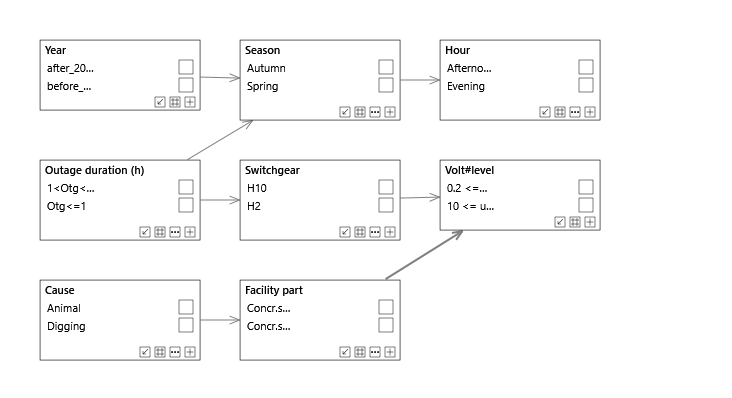 Year
after_20...
before_...
Season
Autumn
Spring
Hour
Afterno...
Evening
Outage duration (h)
1<Otg<...
Otg<=1
Switchgear
H10
H2
Volt#level
0.2 <=...
10 <= u...
Cause
Animal
Digging
Facility part
Concr.s...
Concr.s...